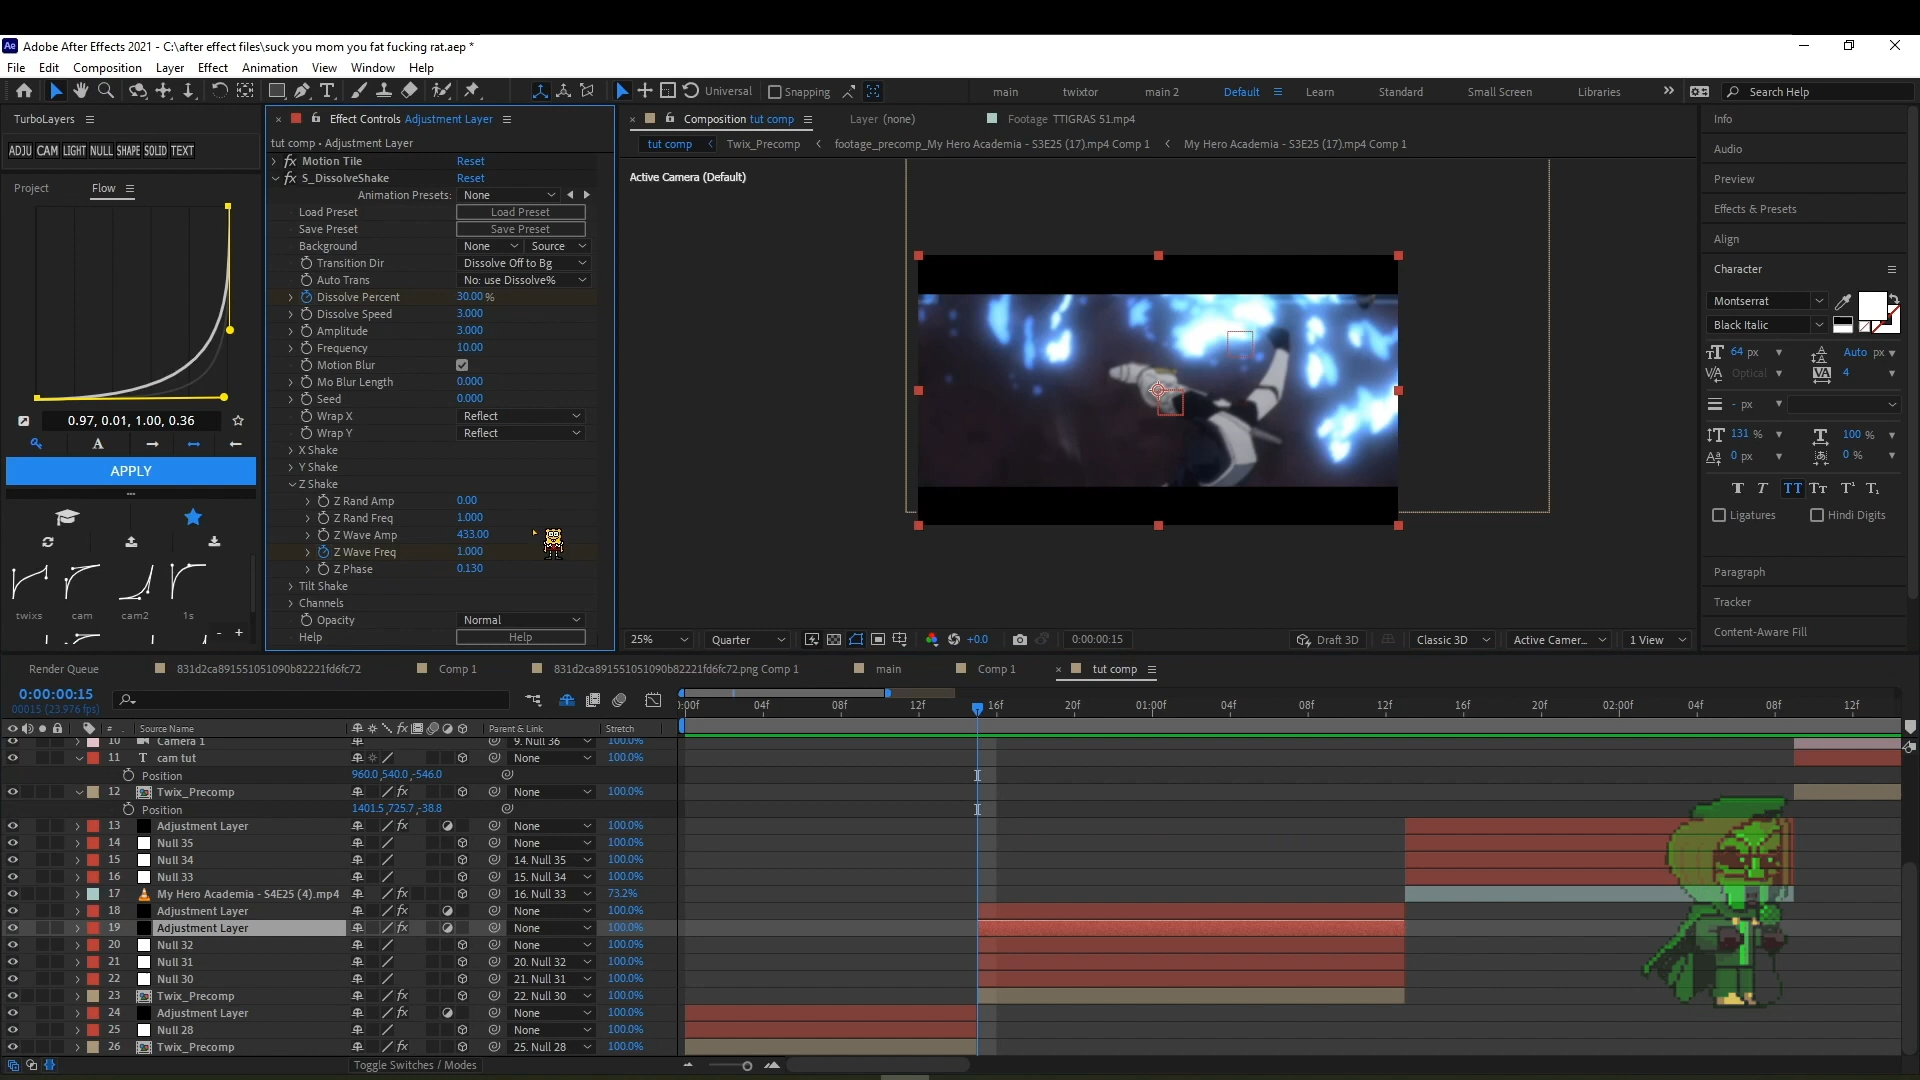 Adobe After Effects 2021 - C:\after effect files\suck you mom you fat fucking rat.aep *
File Edit Composition Layer Effect Animation View Window Help
Universal Snapping main twixtor main 2 Default Learn Standard Small Screen Libraries Search Help
TurboLayers
ADJU CAM LIGHT NULL SHAPE SOLID TEXT
Project Flow
0.97, 0.01, 1.00, 0.36
A
APPLY
twixs cam cam2 1s
Effect Controls Adjustment Layer
tut comp • Adjustment Layer
fx Motion Tile Reset
fx S_DissolveShake Reset
Animation Presets: None
Load Preset Load Preset
Save Preset Save Preset
Background None Source
Transition Dir Dissolve Off to Bg
Auto Trans No: use Dissolve%
Dissolve Percent 30.00 %
Dissolve Speed 3.000
Amplitude 3.000
Frequency 10.00
Motion Blur
Mo Blur Length 0.000
Seed 0.000
Wrap X Reflect
Wrap Y Reflect
X Shake
Y Shake
Z Shake
Z Rand Amp 0.00
Z Rand Freq 1.000
Z Wave Amp 433.00
Z Wave Freq 1.000
Z Phase 0.130
Tilt Shake
Channels
Opacity Normal
Help Help
Composition tut comp Layer (none) Footage TTIGRAS 51.mp4
tut comp Twix_Precomp footage_precomp_My Hero Academia - S3E25 (17).mp4 Comp 1 My Hero Academia - S3E25 (17).mp4 Comp 1
Active Camera (Default)
25% Quarter +0.0 0:00:00:15 Draft 3D Classic 3D Active Camer... 1 View
Info
Audio
Preview
Effects & Presets
Align
Character
Montserrat
Black Italic
64 px Auto px
Optical 4
- px
131 % 100 %
0 px 0 %
T T TT Tт T¹ T₁
Ligatures Hindi Digits
Paragraph
Tracker
Content-Aware Fill
Render Queue 831d2ca891551051090b82221fd6fc72 Comp 1 831d2ca891551051090b82221fd6fc72.png Comp 1 main Comp 1 tut comp
0:00:00:15
00015 (23.976 fps)
:00f 04f 08f 12f 16f 20f 01:00f 04f 08f 12f 16f 20f 02:00f 04f 08f 12f
# Source Name Parent & Link Stretch
10 Camera 1 9. Null 36 100.0%
11 T cam tut None 100.0%
Position 960.0,540.0,-546.0
12 Twix_Precomp None 100.0%
Position 1401.5,725.7,-38.8
13 Adjustment Layer fx None 100.0%
14 Null 35 None 100.0%
15 Null 34 14. Null 35 100.0%
16 Null 33 15. Null 34 100.0%
17 My Hero Academia - S4E25 (4).mp4 fx 16. Null 33 73.2%
18 Adjustment Layer fx None 100.0%
19 Adjustment Layer fx None 100.0%
20 Null 32 None 100.0%
21 Null 31 20. Null 32 100.0%
22 Null 30 21. Null 31 100.0%
23 Twix_Precomp fx 22. Null 30 100.0%
24 Adjustment Layer fx None 100.0%
25 Null 28 None 100.0%
26 Twix_Precomp fx 25. Null 28 100.0%
Toggle Switches / Modes